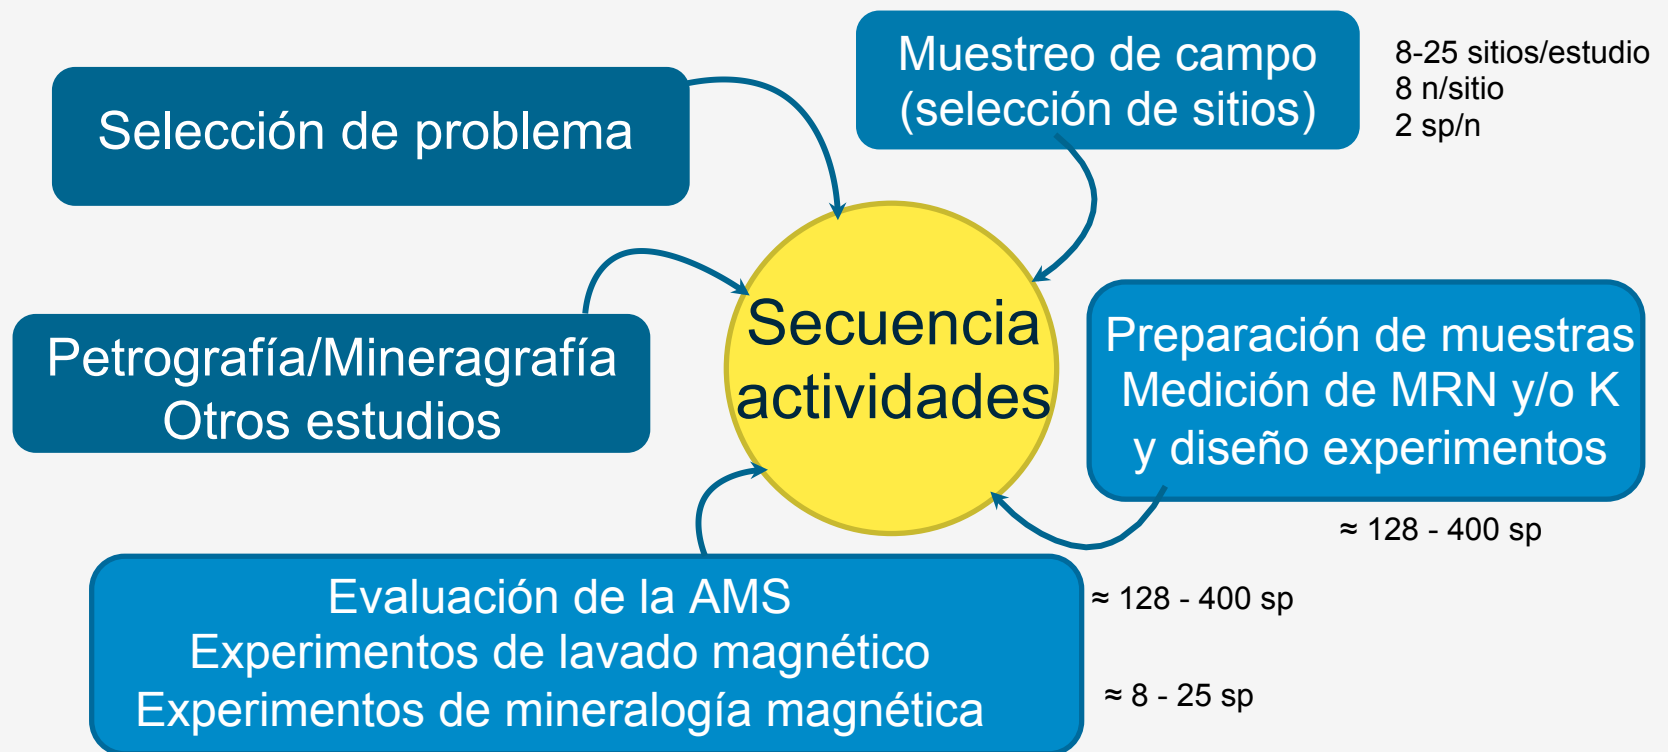 Selección de problema
Muestreo de campo
(selección de sitios)
8-25 sitios/estudio
8 n/sitio
2 sp/n
Petrografía/Mineragrafía
Otros estudios
Secuencia
actividades
Preparación de muestras
Medición de MRN y/o K
y diseño experimentos
≈ 128 - 400 sp
Evaluación de la AMS
Experimentos de lavado magnético
Experimentos de mineralogía magnética
≈ 128 - 400 sp
≈ 8 - 25 sp